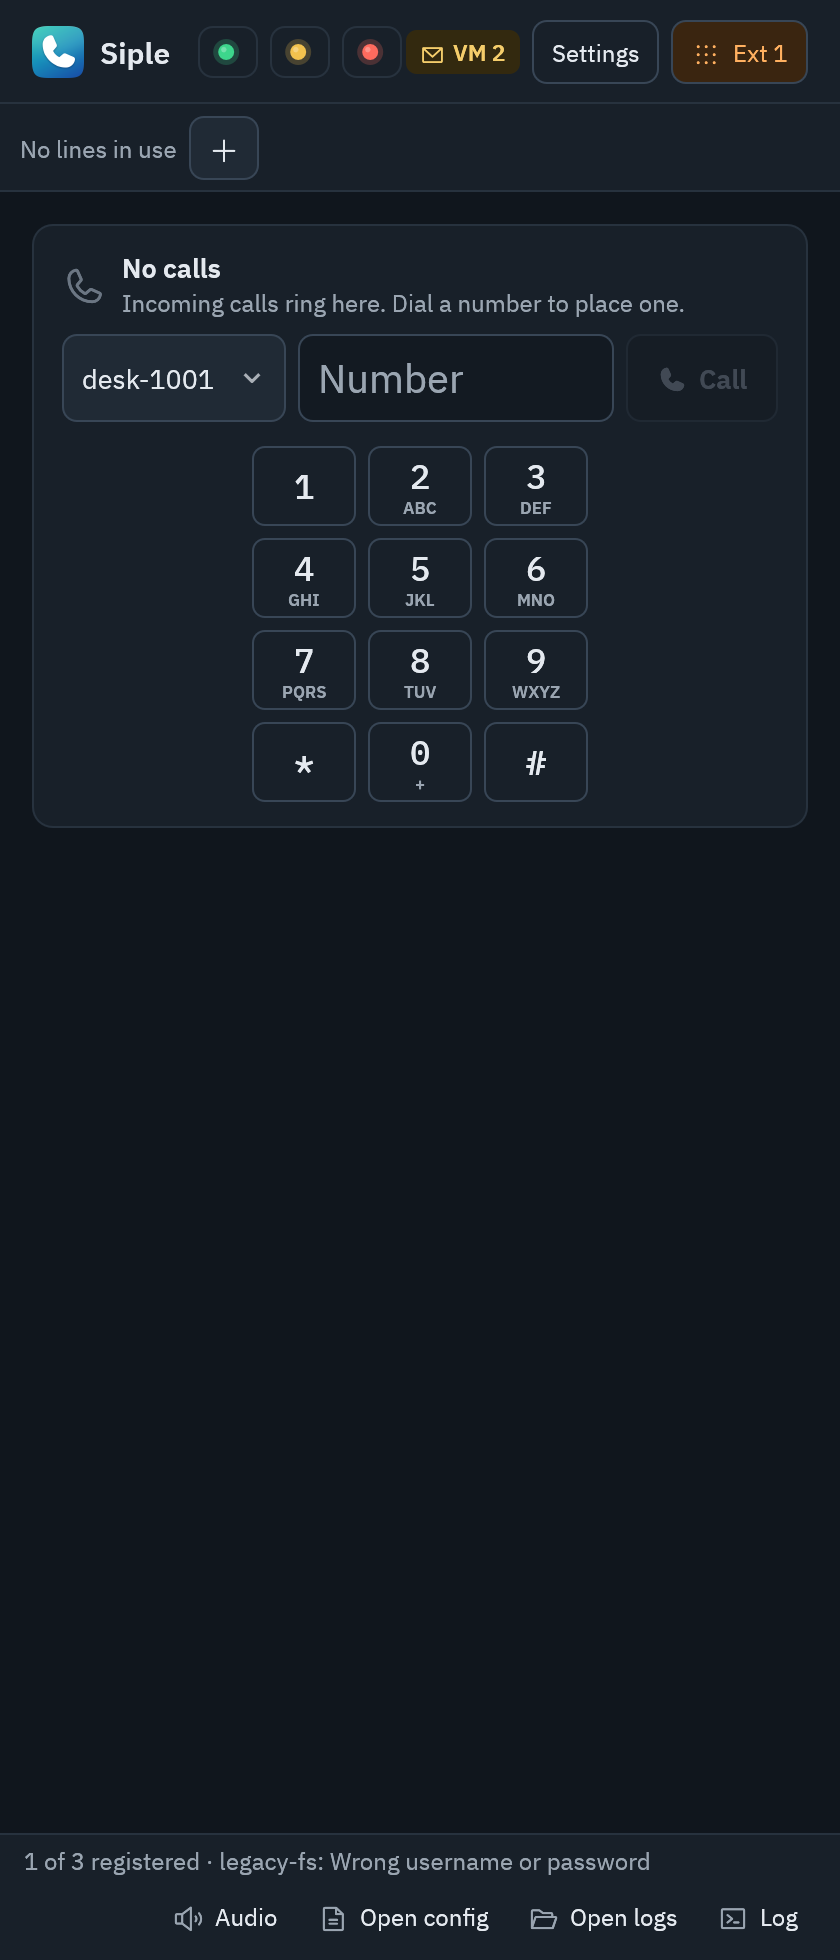 Siple VM 2 Settings Ext 1
No lines in use
No calls
Incoming calls ring here. Dial a number to place one.
desk-1001 Number Call
1 2 3
ABC DEF
4 5 6
GHI JKL MNO
7 8 9
PQRS TUV WXYZ
* 0 #
+
1 of 3 registered · legacy-fs: Wrong username or password
Audio Open config Open logs Log